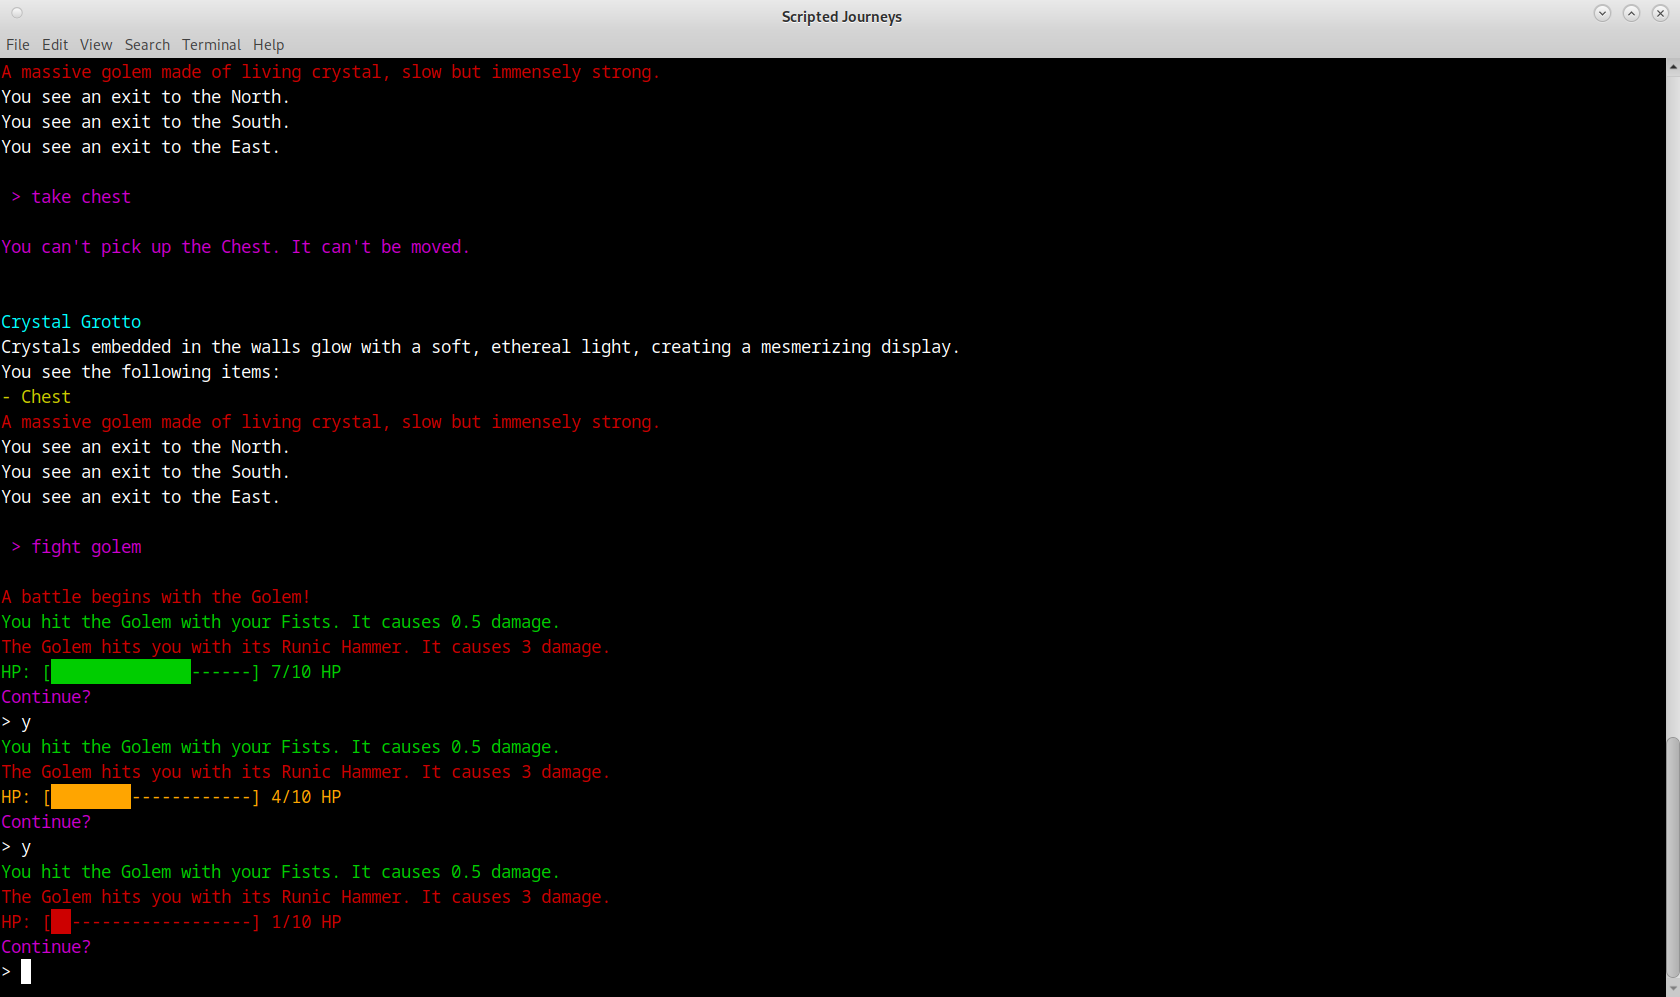 Scripted Journeys
File Edit View Search Terminal Help
A massive golem made of living crystal, slow but immensely strong.
You see an exit to the North.
You see an exit to the South.
You see an exit to the East.
> take chest
You can't pick up the Chest. It can't be moved.
Crystal Grotto
Crystals embedded in the walls glow with a soft, ethereal light, creating a mesmerizing display.
You see the following items:
- Chest
A massive golem made of living crystal, slow but immensely strong.
You see an exit to the North.
You see an exit to the South.
You see an exit to the East.
> fight golem
A battle begins with the Golem!
You hit the Golem with your Fists. It causes 0.5 damage.
The Golem hits you with its Runic Hammer. It causes 3 damage.
HP: [██████████████------] 7/10 HP
Continue?
> y
You hit the Golem with your Fists. It causes 0.5 damage.
The Golem hits you with its Runic Hammer. It causes 3 damage.
HP: [████████------------] 4/10 HP
Continue?
> y
You hit the Golem with your Fists. It causes 0.5 damage.
The Golem hits you with its Runic Hammer. It causes 3 damage.
HP: [██------------------] 1/10 HP
Continue?
>